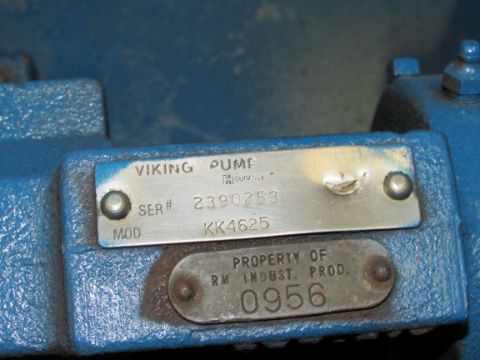 VIKING PUMP
SER# 2390253
MOD KK4625
PROPERTY OF
RM INDUST. PROD.
0956